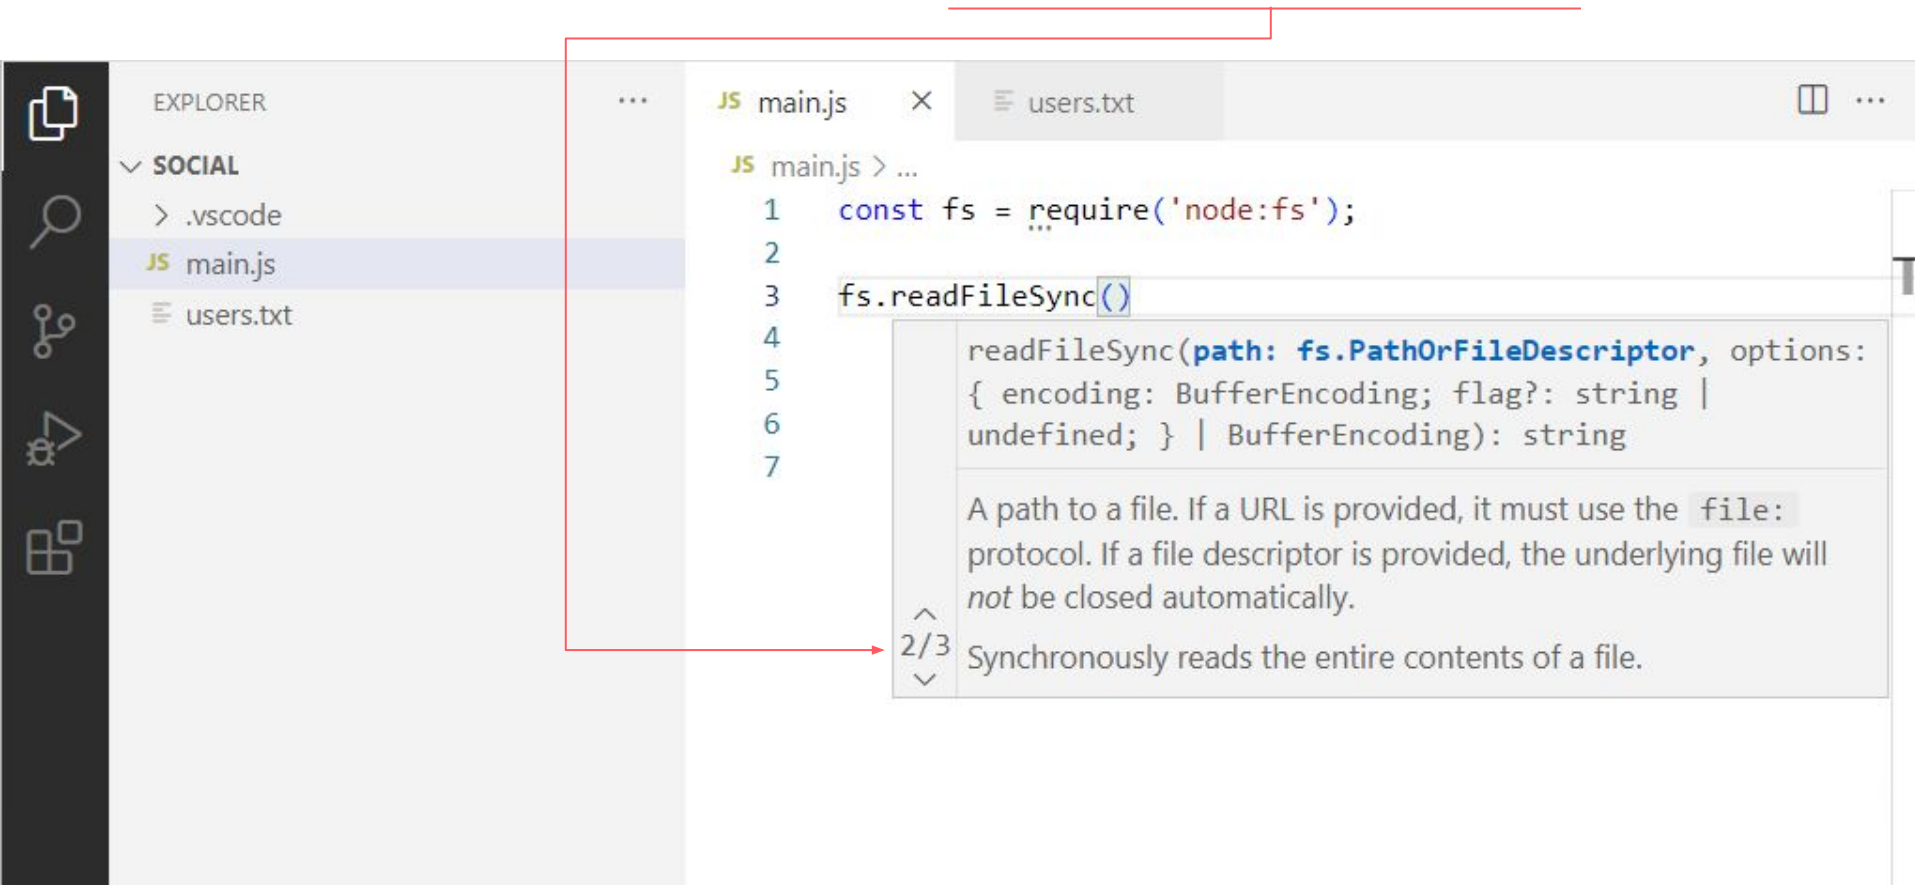 EXPLORER
SOCIAL
.vscode
JS main.js
users.txt
JS main.js
users.txt
JS main.js > ...
1 const fs = require('node:fs');
2
3 fs.readFileSync()
4
5
6
7
readFileSync(path: fs.PathOrFileDescriptor, options:
{ encoding: BufferEncoding; flag?: string |
undefined; } | BufferEncoding): string
A path to a file. If a URL is provided, it must use the file:
protocol. If a file descriptor is provided, the underlying file will
not be closed automatically.
2/3
Synchronously reads the entire contents of a file.